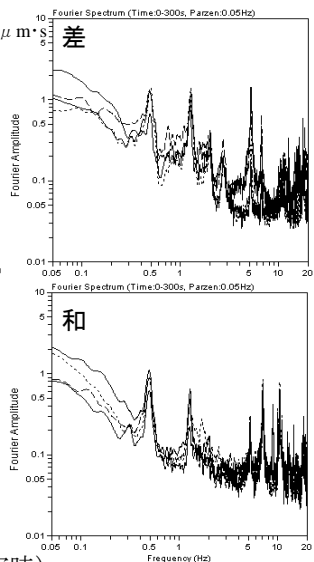 Fourier Spectrum (Time:0-300s, Parzen:0.05Hz)
μm・s
10
差
5
1
0.5
Fourier Amplitude
0.1
0.05
0.01
0.05 0.1 0.5 1 5 10 20
Fourier Spectrum (Time:0-300s, Parzen:0.05Hz)
10
和
5
1
0.5
Fourier Amplitude
0.1
0.05
0.01
0.05 0.1 0.5 1 5 10 20
Frequency (Hz)